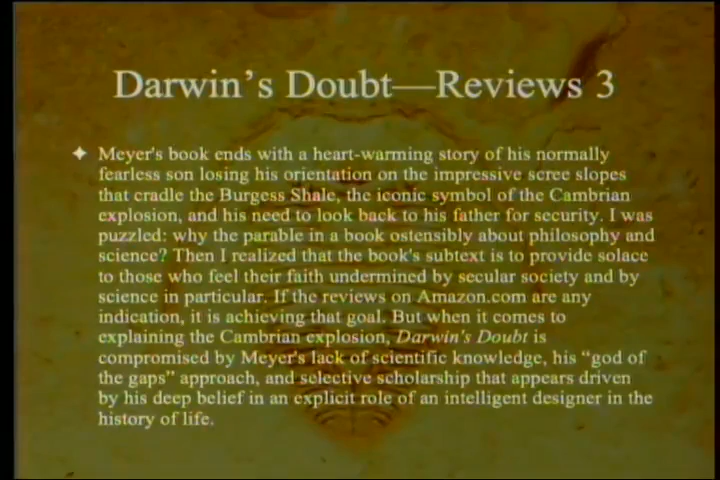 Darwin's Doubt—Reviews 3
Meyer's book ends with a heart-warming story of his normally
fearless son losing his orientation on the impressive scree slopes
that cradle the Burgess Shale, the iconic symbol of the Cambrian
explosion, and his need to look back to his father for security. I was
puzzled: why the parable in a book ostensibly about philosophy and
science? Then I realized that the book's subtext is to provide solace
to those who feel their faith undermined by secular society and by
science in particular. If the reviews on Amazon.com are any
indication, it is achieving that goal. But when it comes to
explaining the Cambrian explosion, Darwin's Doubt is
compromised by Meyer's lack of scientific knowledge, his “god of
the gaps” approach, and selective scholarship that appears driven
by his deep belief in an explicit role of an intelligent designer in the
history of life.